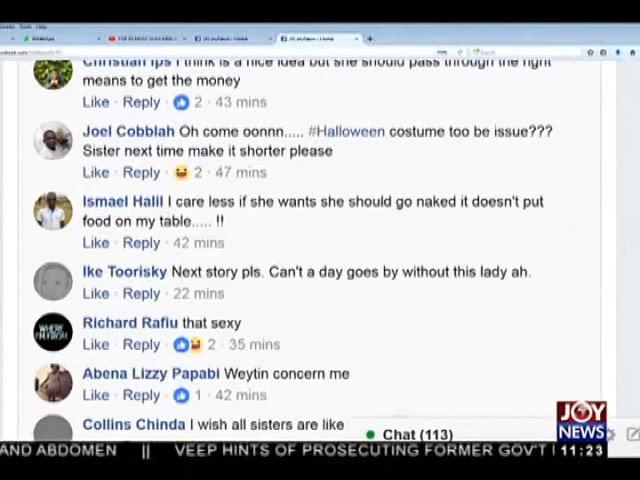 Christian Ips I think is a nice idea but she should pass through the right
means to get the money
Like · Reply · 2 · 43 mins
Joel Cobblah Oh come oonnn..... #Halloween costume too be issue???
Sister next time make it shorter please
Like · Reply · 2 · 47 mins
Ismael Halil I care less if she wants she should go naked it doesn't put
food on my table..... !!
Like · Reply · 42 mins
Ike Toorisky Next story pls. Can't a day goes by without this lady ah.
Like · Reply · 22 mins
Richard Rafiu that sexy
WHERE
I'M FROM
Like · Reply · 2 · 35 mins
Abena Lizzy Papabi Weytin concern me
Like · Reply · 1 · 42 mins
Collins Chinda I wish all sisters are like
Chat (113)
JOY
NEWS
AND ABDOMEN || VEEP HINTS OF PROSECUTING FORMER GOV'T
11:23